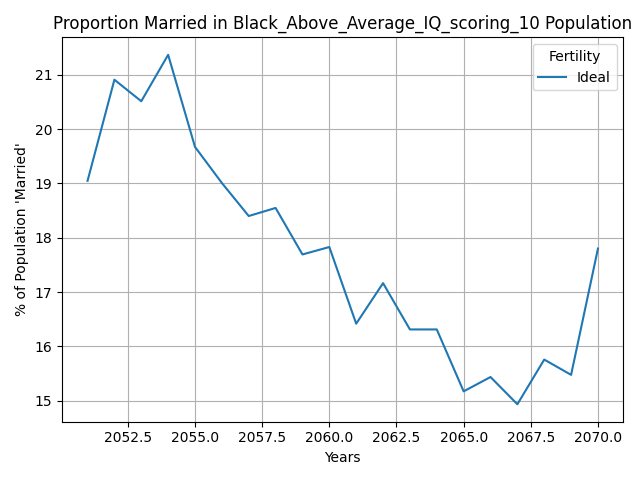 Proportion Married in Black_Above_Average_IQ_scoring_10 Population
Fertility
Ideal
% of Population 'Married'
21
20
19
18
17
16
15
2052.5 2055.0 2057.5 2060.0 2062.5 2065.0 2067.5 2070.0
Years